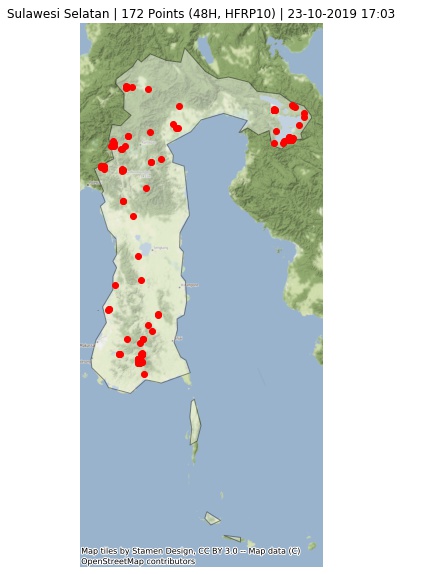 Sulawesi Selatan | 172 Points (48H, HFRP10) | 23-10-2019 17:03
Map tiles by Stamen Design, CC BY 3.0 -- Map data (C)
OpenStreetMap contributors